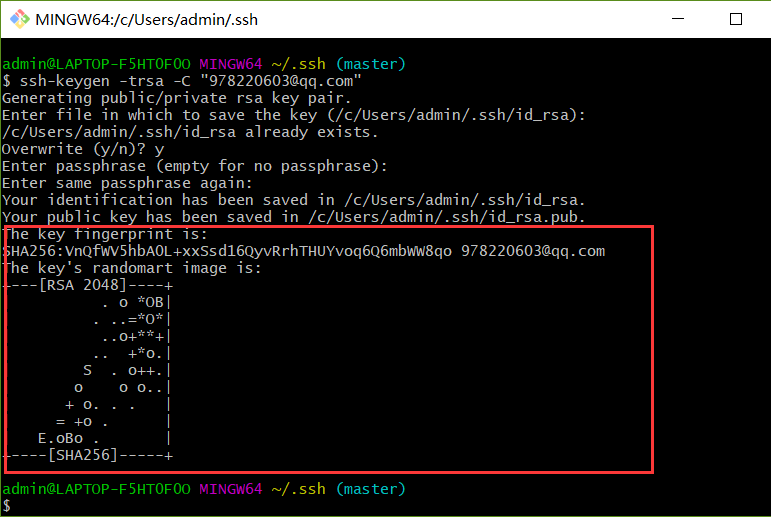 MINGW64:/c/Users/admin/.ssh
admin@LAPTOP-F5HT0F0O MINGW64 ~/.ssh (master)
$ ssh-keygen -trsa -C "978220603@qq.com"
Generating public/private rsa key pair.
Enter file in which to save the key (/c/Users/admin/.ssh/id_rsa):
/c/Users/admin/.ssh/id_rsa already exists.
Overwrite (y/n)? y
Enter passphrase (empty for no passphrase):
Enter same passphrase again:
Your identification has been saved in /c/Users/admin/.ssh/id_rsa.
Your public key has been saved in /c/Users/admin/.ssh/id_rsa.pub.
The key fingerprint is:
SHA256:VnQfWV5hbAOL+xxSsd16QyvRrhTHUYvoq6Q6mbWW8qo 978220603@qq.com
The key's randomart image is:
+---[RSA 2048]----+
            . o *OB|
           . ..=*O*|
            ..o+**+|
           ..  +*o.|
          S  . o++.|
         o    o o..|
        + o. . .   |
       = +o .      |
     E.oBo .       |
+----[SHA256]-----+
admin@LAPTOP-F5HT0F0O MINGW64 ~/.ssh (master)
$